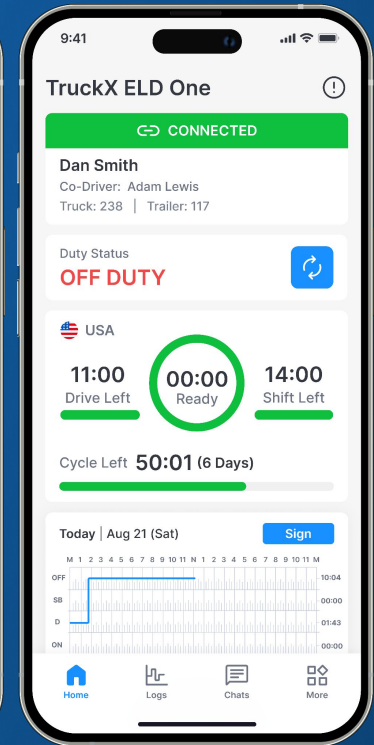 9:41
TruckX ELD One
CONNECTED
Dan Smith
Co-Driver: Adam Lewis
Truck: 238 | Trailer: 117
Duty Status
OFF DUTY
USA
11:00 00:00 14:00
Drive Left Ready Shift Left
Cycle Left 50:01 (6 Days)
Today | Aug 21 (Sat) Sign
M 1 2 3 4 5 6 7 8 9 10 11 N 1 2 3 4 5 6 7 8 9 10 11 M
OFF 10:04
SB 00:00
D 01:43
ON 00:00
Home Logs Chats More